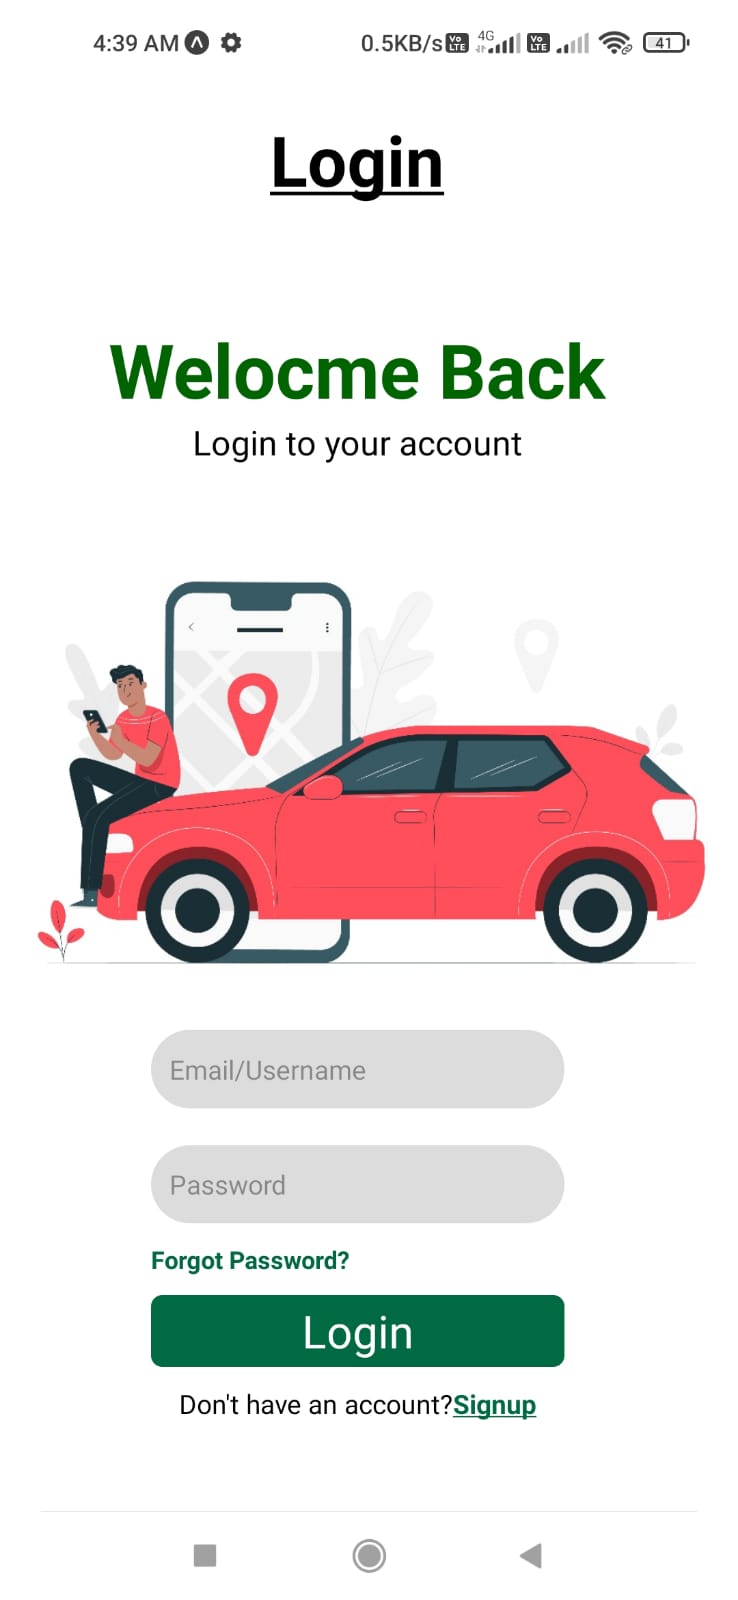 4:39 AM 0.5KB/s Vo LTE 4G Vo LTE 41
Login
Welocme Back
Login to your account
Email/Username
Password
Forgot Password?
Login
Don't have an account?Signup